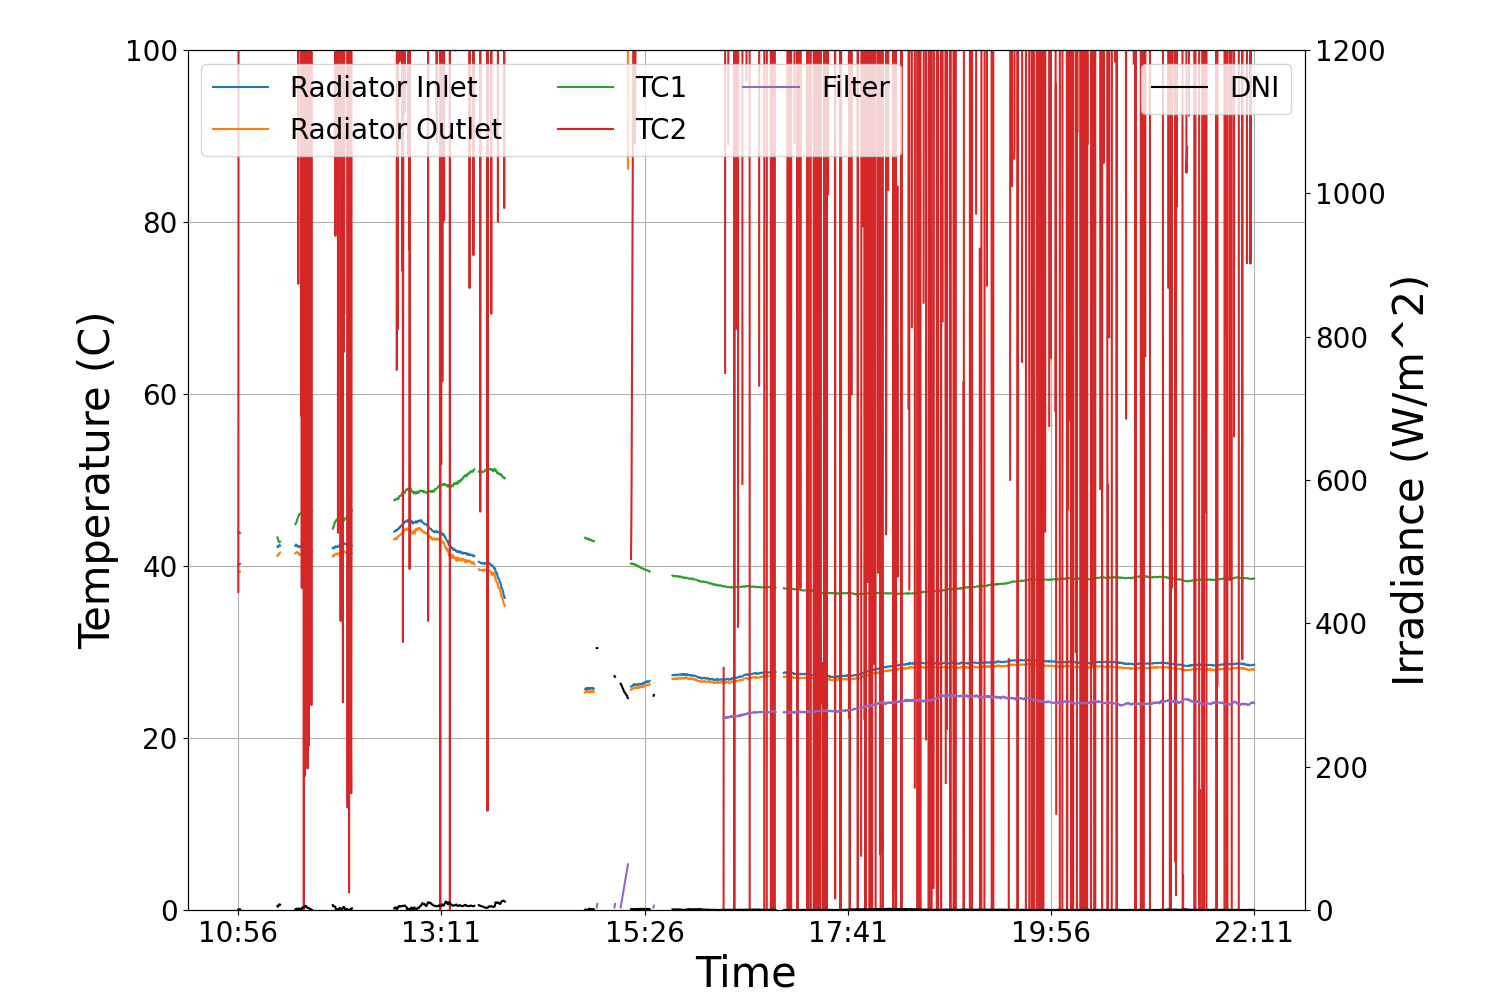 100
80
60
40
20
0
Temperature (C)
Radiator Inlet
Radiator Outlet
TC1
TC2
Filter
DNI
1200
1000
800
600
400
200
0
Irradiance (W/m^2)
10:56
13:11
15:26
17:41
19:56
22:11
Time